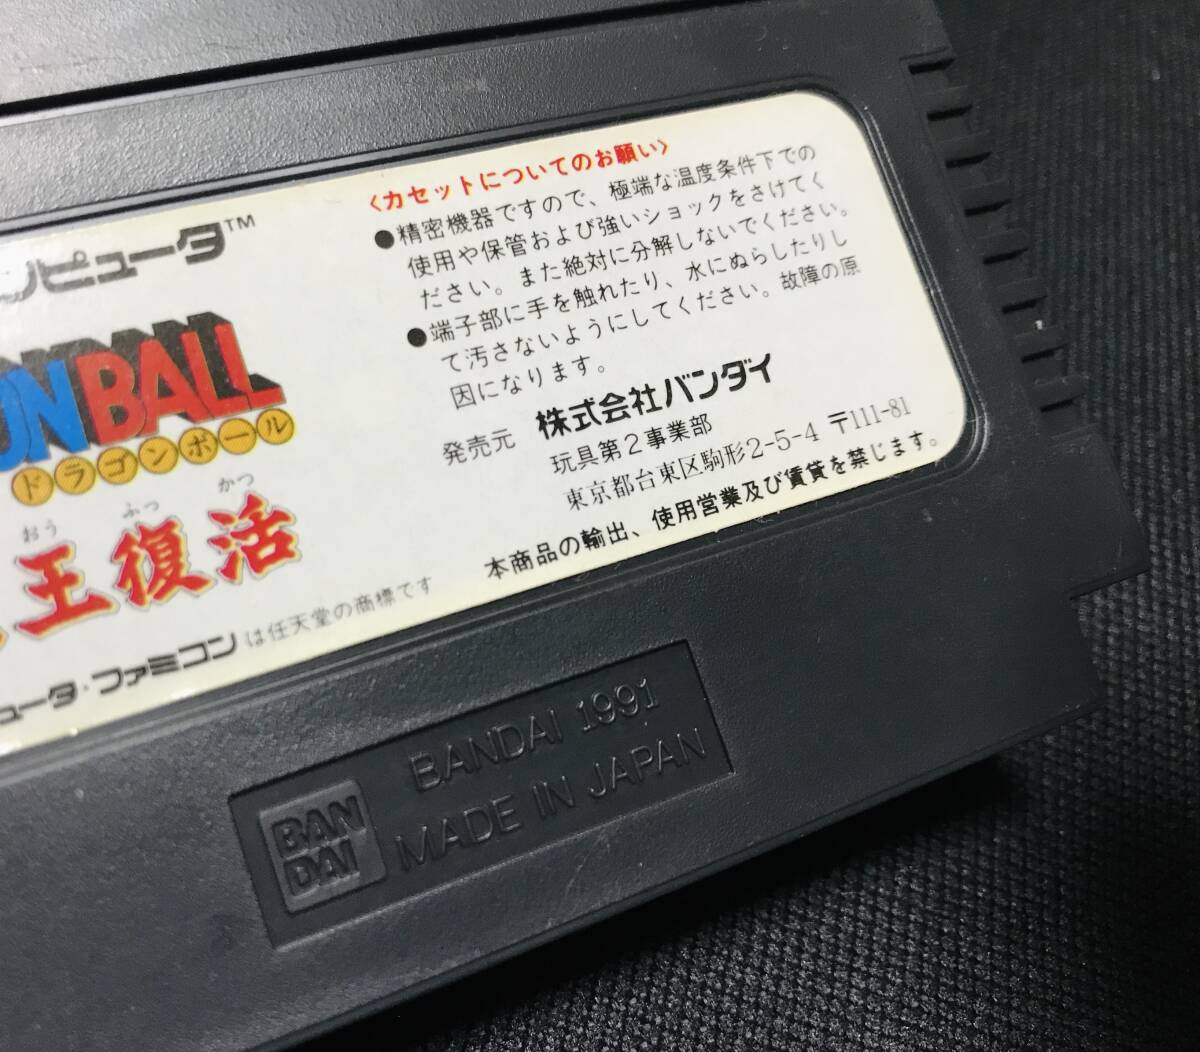 ンピュータ™
ONBALL
ドラゴンボール
おう ふっ かつ
王復活
ュータ・ファミコンは任天堂の商標です
〈カセットについてのお願い〉
●精密機器ですので、極端な温度条件下での
使用や保管および強いショックをさけてく
ださい。また絶対に分解しないでください。
●端子部に手を触れたり、水にぬらしたりし
て汚さないようにしてください。故障の原
因になります。
発売元 株式会社バンダイ
玩具第2事業部
東京都台東区駒形2-5-4 〒111-81
本商品の輸出、使用営業及び賃貸を禁じます。
BAN
DAI
BANDAI 1991
MADE IN JAPAN